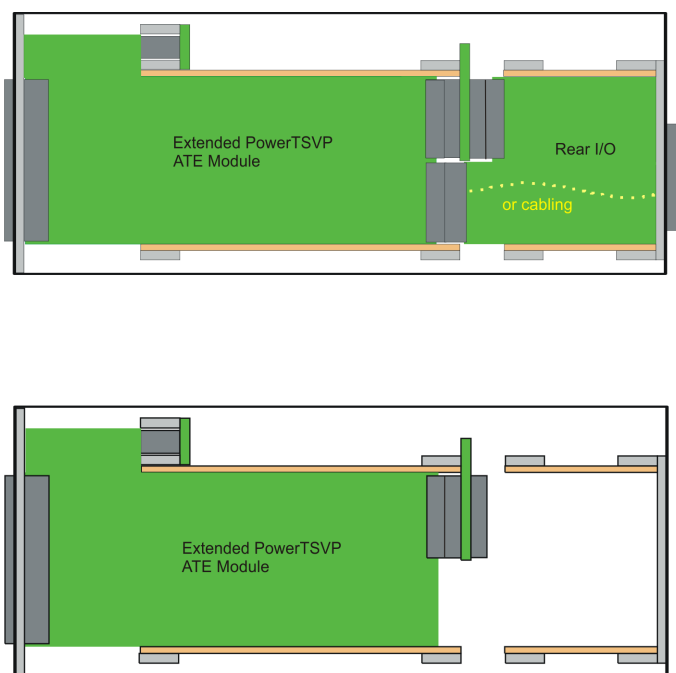 Extended PowerTSVP
ATE Module
Rear I/O
or cabling
Extended PowerTSVP
ATE Module